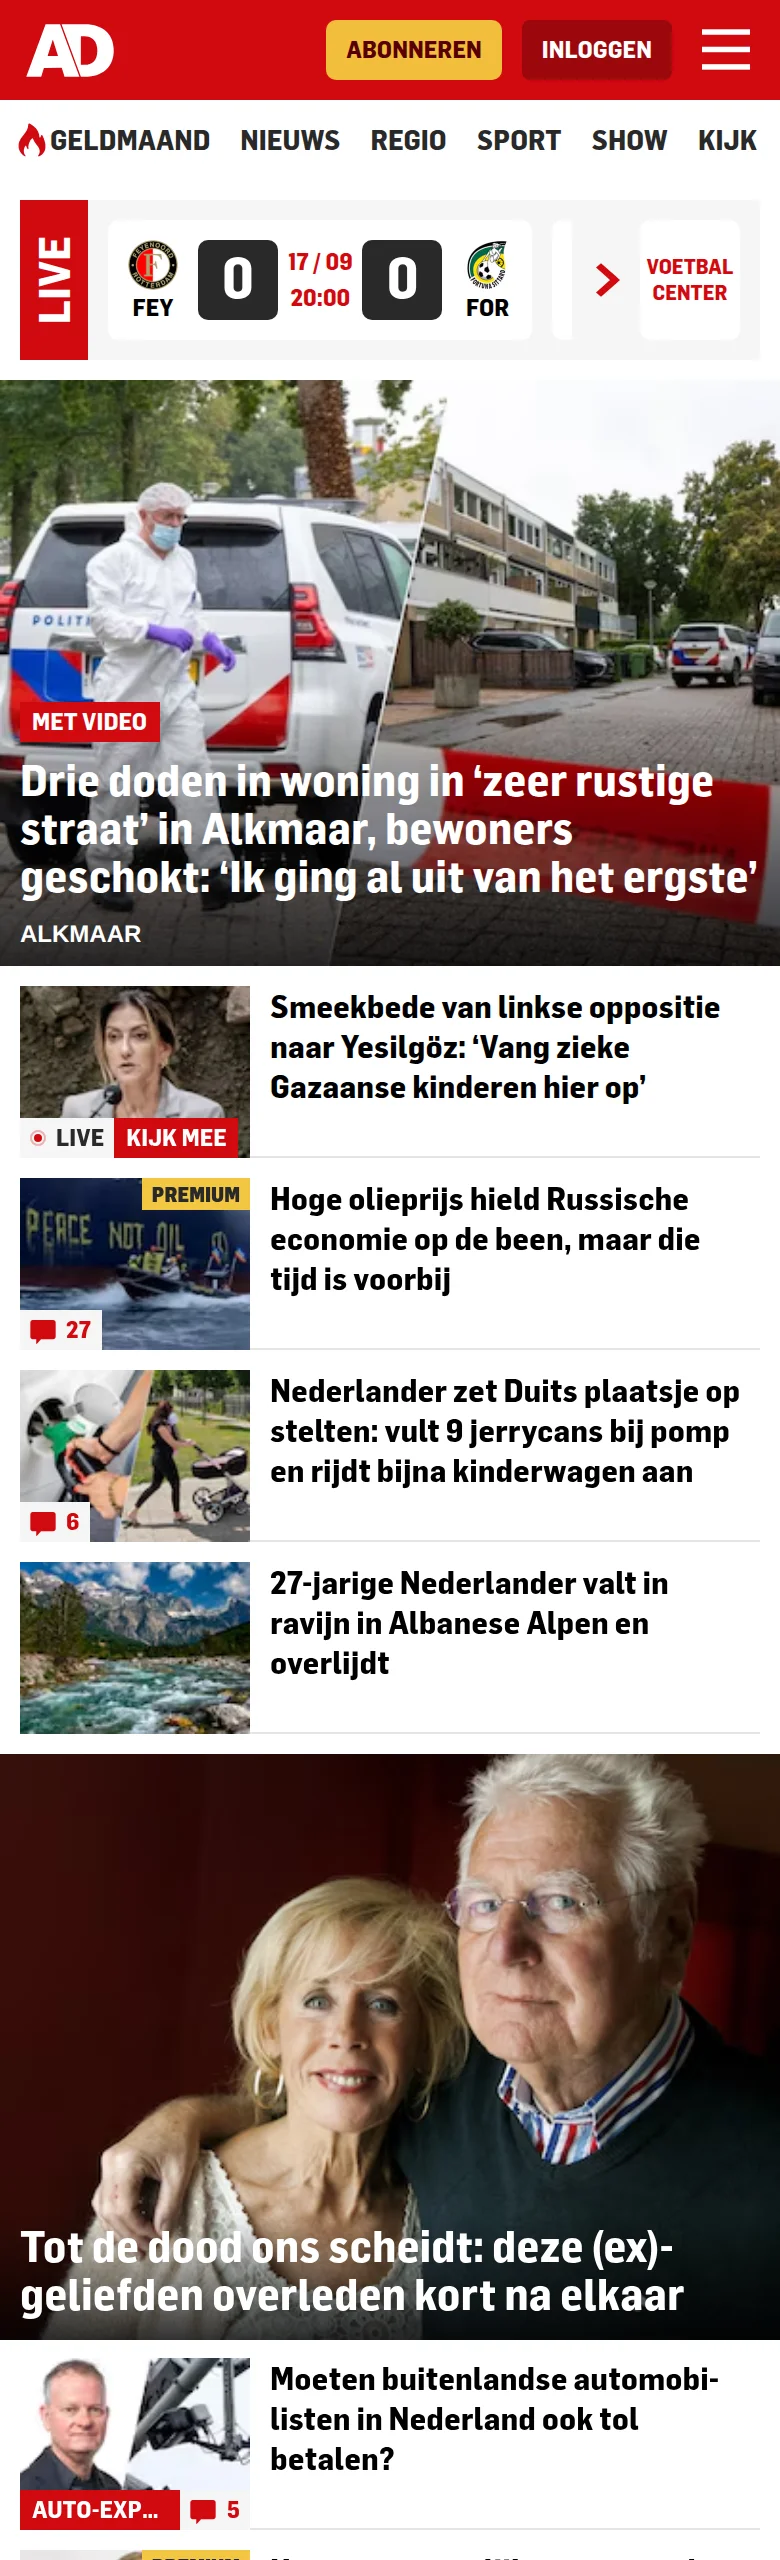 AD
ABONNEREN
INLOGGEN
GELDMAAND
NIEUWS
REGIO
SPORT
SHOW
KIJK
LIVE
FEY
0
17 / 09
20:00
0
FOR
VOETBAL
CENTER
POLITI
PEACE NOT OIL
MET VIDEO
Drie doden in woning in ‘zeer rustige
straat’ in Alkmaar, bewoners
geschokt: ‘Ik ging al uit van het ergste’
ALKMAAR
LIVE
KIJK MEE
Smeekbede van linkse oppositie
naar Yesilgöz: ‘Vang zieke
Gazaanse kinderen hier op’
PREMIUM
27
Hoge olieprijs hield Russische
economie op de been, maar die
tijd is voorbij
6
Nederlander zet Duits plaatsje op
stelten: vult 9 jerrycans bij pomp
en rijdt bijna kinderwagen aan
27-jarige Nederlander valt in
ravijn in Albanese Alpen en
overlijdt
Tot de dood ons scheidt: deze (ex)-
geliefden overleden kort na elkaar
AUTO-EXP...
5
Moeten buitenlandse automobi-
listen in Nederland ook tol
betalen?